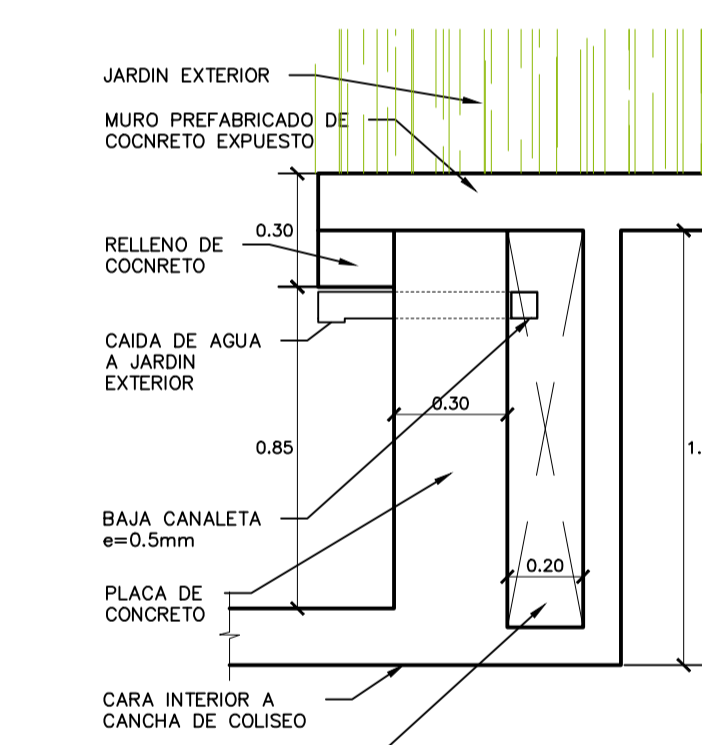 JARDIN EXTERIOR
MURO PREFABRICADO DE
COCNRETO EXPUESTO
0.30
RELLENO DE
COCNRETO
CAIDA DE AGUA
A JARDIN
EXTERIOR
0.30
0.85
1.
BAJA CANALETA
e=0.5mm
0.20
PLACA DE
CONCRETO
CARA INTERIOR A
CANCHA DE COLISEO